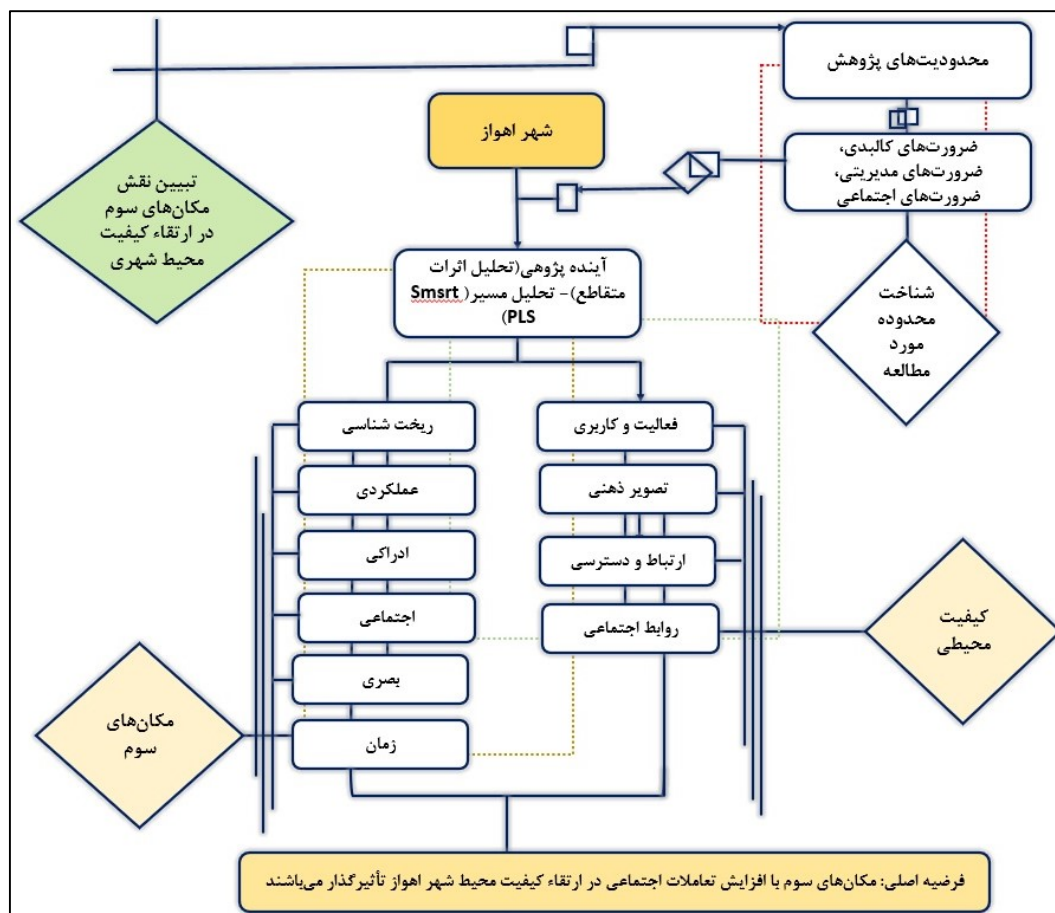 محدودیت‌های پژوهش
شهر اهواز
ضرورت‌های کالبدی،
ضرورت‌های مدیریتی،
ضرورت‌های اجتماعی
تبیین نقش
مکان‌های سوم
در ارتقاء کیفیت
محیط شهری
آینده پژوهی(تحلیل اثرات
متقاطع)- تحلیل مسیر( Smsrt
PLS)
شناخت
محدوده
مورد
مطالعه
ریخت شناسی
فعالیت و کاربری
عملکردی
تصویر ذهنی
ادراکی
ارتباط و دسترسی
اجتماعی
روابط اجتماعی
کیفیت
محیطی
بصری
مکان‌های
سوم
زمان
فرضیه اصلی: مکان‌های سوم با افزایش تعاملات اجتماعی در ارتقاء کیفیت محیط شهر اهواز تأثیرگذار می‌باشند